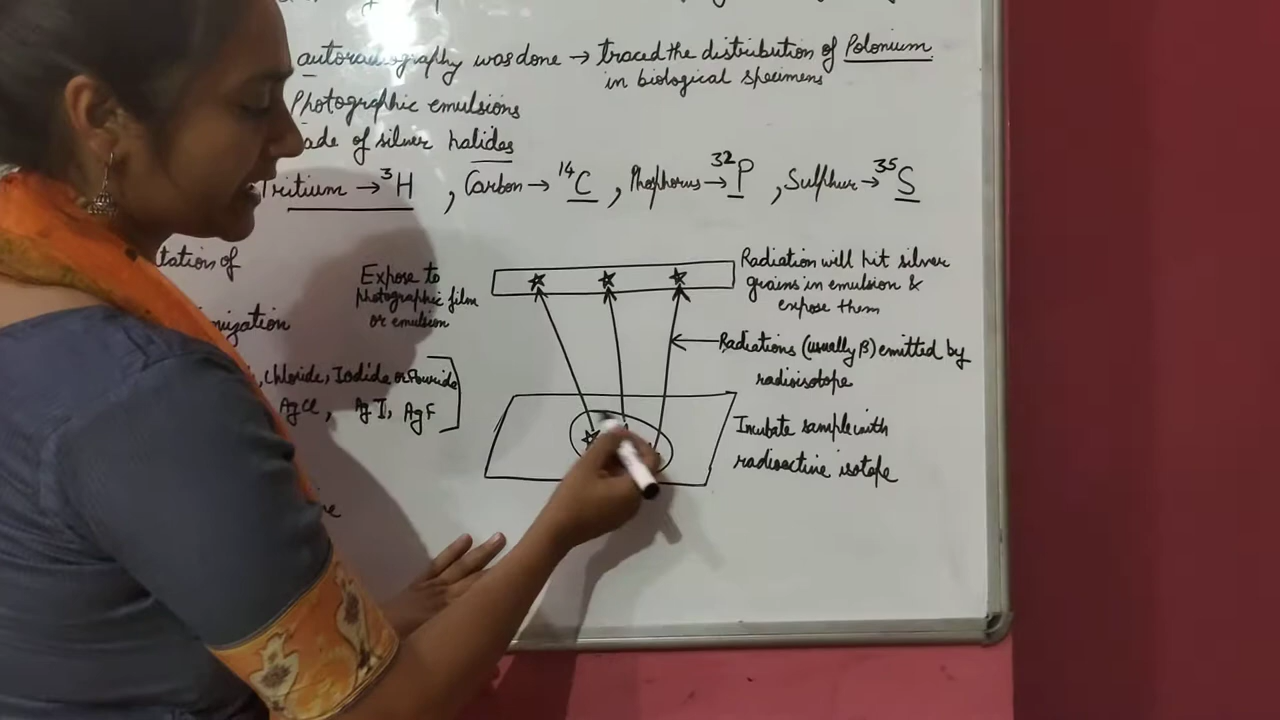 autoradiography was done → traced the distribution of Polonium
in biological specimens
Photographic emulsions
ade of silver halides
Tritium → ³H , Carbon → ¹⁴C , Phophorus → ³²P , Sulphur → ³⁵S
tation of
Expose to
photographic film
or emulsion
Radiation will hit silver
grains in emulsion &
expose them
Radiations (usually β) emitted by
radioisotope
Chloride, Iodide or
AgCl, AgI, AgF
Incubate sample with
radioactive isotope